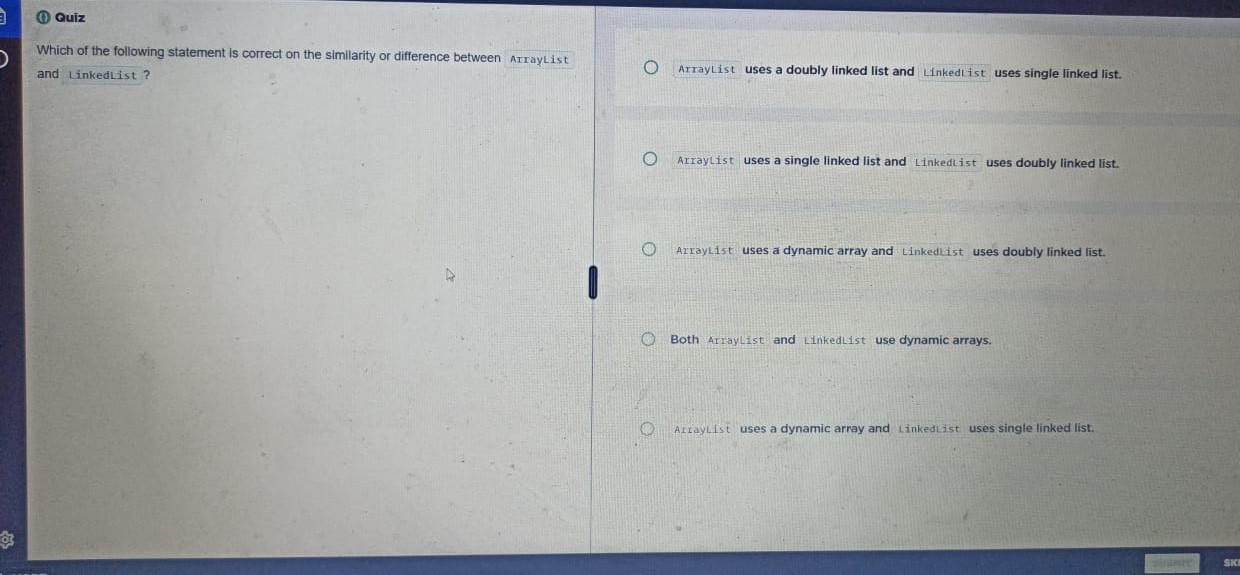 Quiz
Which of the following statement is correct on the similarity or difference between ArrayList
and LinkedList ?
ArrayList uses a doubly linked list and LinkedList uses single linked list.
ArrayList uses a single linked list and LinkedList uses doubly linked list.
ArrayList uses a dynamic array and LinkedList uses doubly linked list.
Both ArrayList and LinkedList use dynamic arrays.
ArrayList uses a dynamic array and LinkedList uses single linked list.